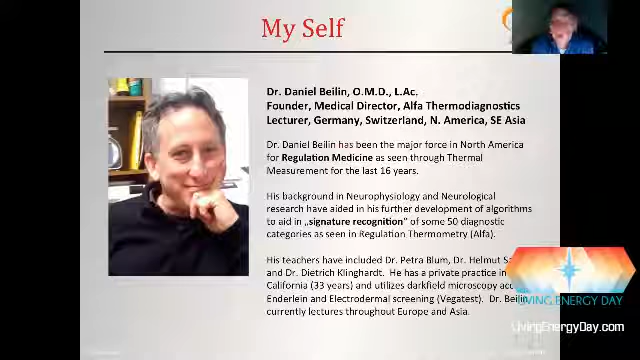 My Self
Dr. Daniel Beilin, O.M.D., L.Ac.
Founder, Medical Director, Alfa Thermodiagnostics
Lecturer, Germany, Switzerland, N. America, SE Asia
Dr. Daniel Beilin has been the major force in North America
for Regulation Medicine as seen through Thermal
Measurement for the last 16 years.
His background in Neurophysiology and Neurological
research have aided in his further development of algorithms
to aid in „signature recognition“ of some 50 diagnostic
categories as seen in Regulation Thermometry (Alfa).
His teachers have included Dr. Petra Blum, Dr. Helmut
and Dr. Dietrich Klinghardt. He has a private practice in
California (33 years) and utilizes darkfield microscopy
Enderlein and Electrodermal screening (Vegatest). Dr. Beilin
currently lectures throughout Europe and Asia.
LIVING ENERGY DAY
LivingEnergyDay.com